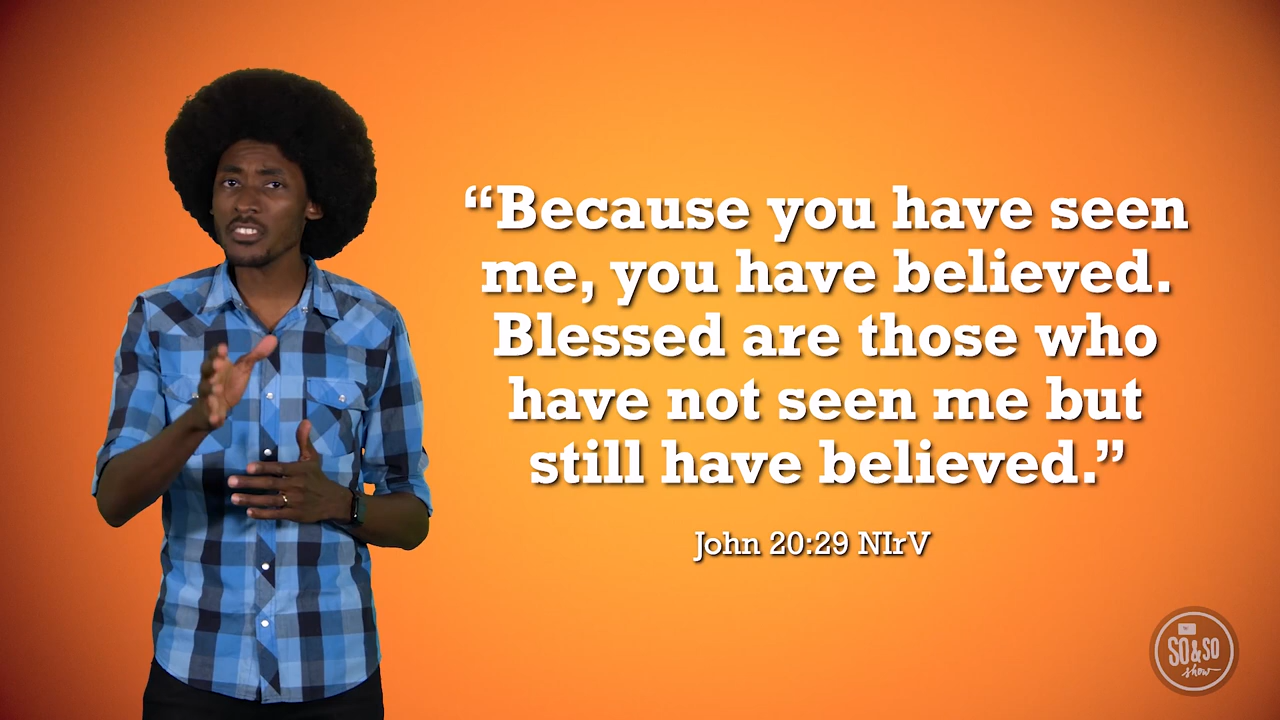 “Because you have seen
me, you have believed.
Blessed are those who
have not seen me but
still have believed.”
John 20:29 NIrV
SO & SO
show